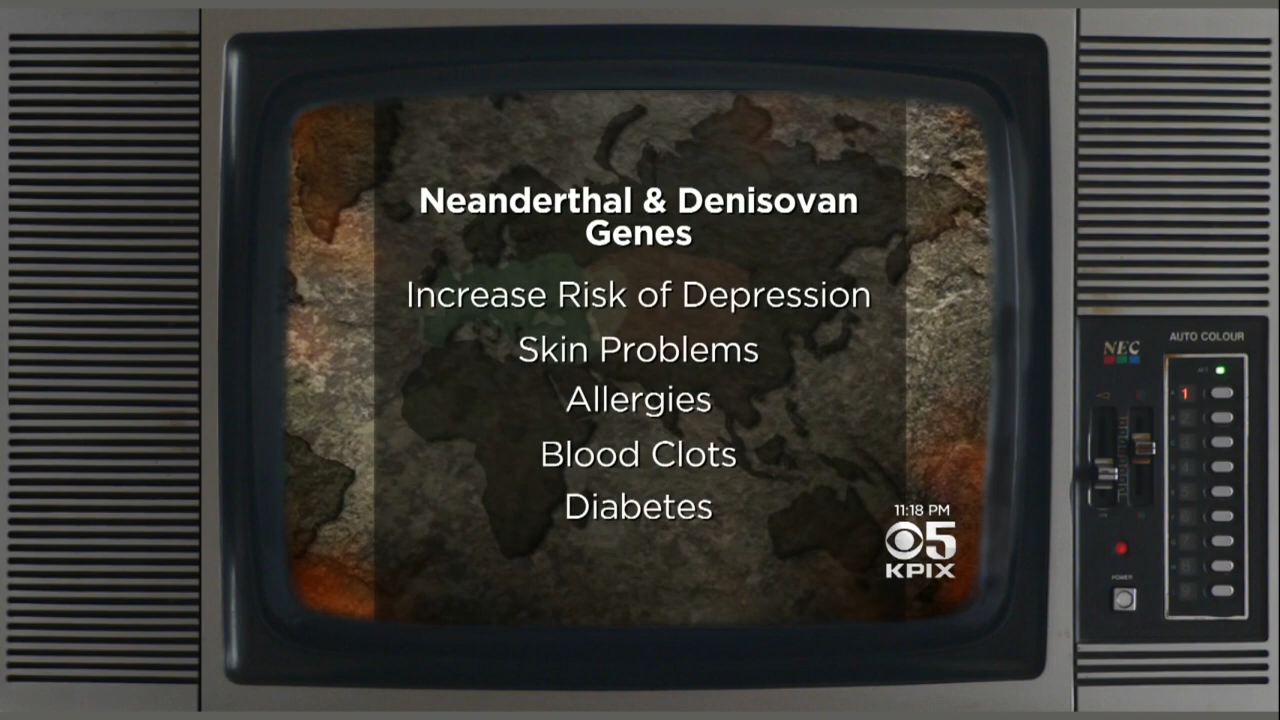 Neanderthal & Denisovan
Genes
Increase Risk of Depression
Skin Problems
Allergies
Blood Clots
Diabetes
11:18 PM
5
KPIX
NEC
AUTO COLOUR
1
POWER